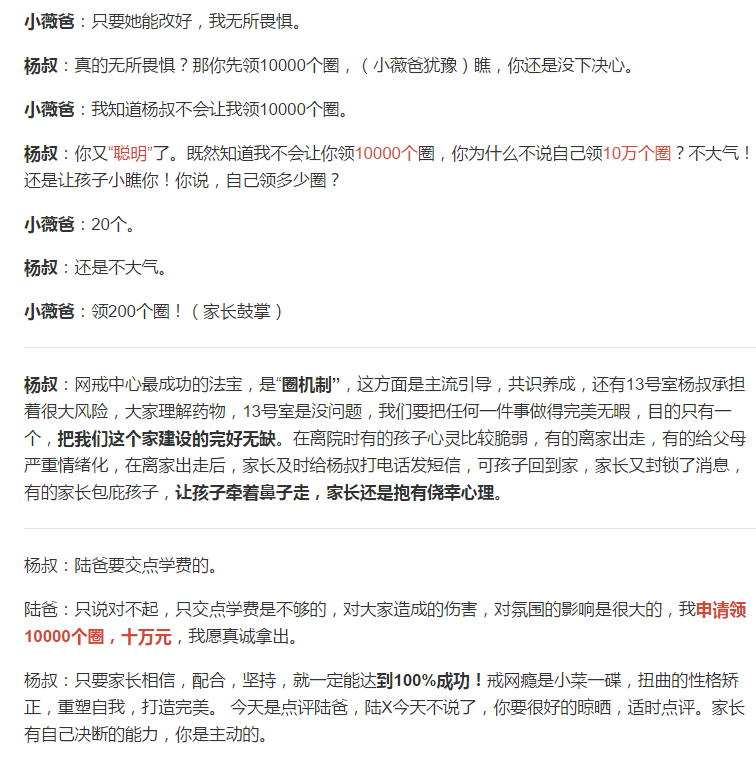 小薇爸：只要她能改好，我无所畏惧。
杨叔：真的无所畏惧？那你先领10000个圈，（小薇爸犹豫）瞧，你还是没下决心。
小薇爸：我知道杨叔不会让我领10000个圈。
杨叔：你又“聪明”了。既然知道我不会让你领10000个圈，你为什么不说自己领10万个圈？不大气！
还是让孩子小瞧你！你说，自己领多少圈？
小薇爸：20个。
杨叔：还是不大气。
小薇爸：领200个圈！（家长鼓掌）
杨叔：网戒中心最成功的法宝，是“圈机制”，这方面是主流引导，共识养成，还有13号室杨叔承担
着很大风险，大家理解药物，13号室是没问题，我们要把任何一件事做得完美无暇，目的只有一
个，把我们这个家建设的完好无缺。在离院时有的孩子心灵比较脆弱，有的离家出走，有的给父母
严重情绪化，在离家出走后，家长及时给杨叔打电话发短信，可孩子回到家，家长又封锁了消息，
有的家长包庇孩子，让孩子牵着鼻子走，家长还是抱有侥幸心理。
杨叔：陆爸要交点学费的。
陆爸：只说对不起，只交点学费是不够的，对大家造成的伤害，对氛围的影响是很大的，我申请领
10000个圈，十万元，我愿真诚拿出。
杨叔：只要家长相信，配合，坚持，就一定能达到100%成功！戒网瘾是小菜一碟，扭曲的性格矫
正，重塑自我，打造完美。 今天是点评陆爸，陆X今天不说了，你要很好的晾晒，适时点评。家长
有自己决断的能力，你是主动的。